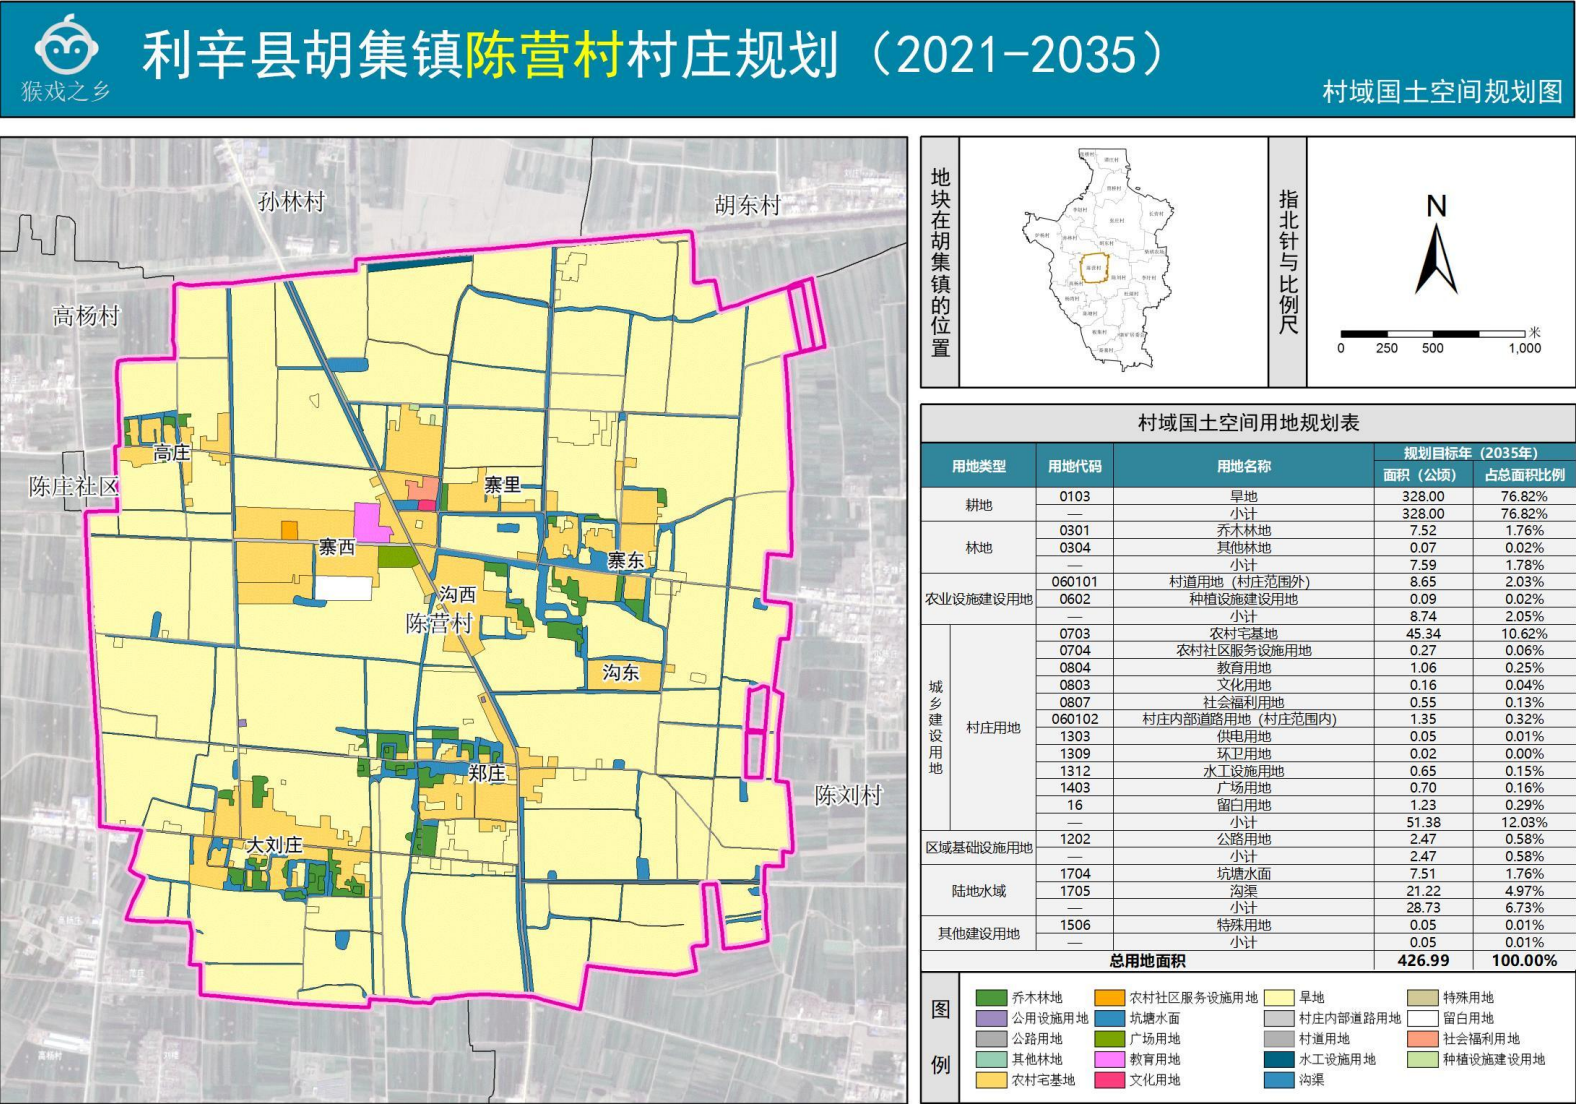 利辛县胡集镇陈营村村庄规划（2021-2035）
猴戏之乡
村域国土空间规划图
孙林村
胡东村
高杨村
高庄
陈庄社区
寨里
寨西
寨东
沟西
陈营村
沟东
郑庄
陈刘村
大刘庄
高杨村
地块在胡集镇的位置
陈营村
指北针与比例尺
N
米
0 250 500 1,000
村域国土空间用地规划表
用地类型 用地代码 用地名称 规划目标年（2035年）
面积（公顷） 占总面积比例
耕地 0103 旱地 328.00 76.82%
— 小计 328.00 76.82%
林地 0301 乔木林地 7.52 1.76%
0304 其他林地 0.07 0.02%
— 小计 7.59 1.78%
农业设施建设用地 060101 村道用地（村庄范围外） 8.65 2.03%
0602 种植设施建设用地 0.09 0.02%
— 小计 8.74 2.05%
城乡建设用地 村庄用地 0703 农村宅基地 45.34 10.62%
0704 农村社区服务设施用地 0.27 0.06%
0804 教育用地 1.06 0.25%
0803 文化用地 0.16 0.04%
0807 社会福利用地 0.55 0.13%
060102 村庄内部道路用地（村庄范围内） 1.35 0.32%
1303 供电用地 0.05 0.01%
1309 环卫用地 0.02 0.00%
1312 水工设施用地 0.65 0.15%
1403 广场用地 0.70 0.16%
16 留白用地 1.23 0.29%
— 小计 51.38 12.03%
区域基础设施用地 1202 公路用地 2.47 0.58%
— 小计 2.47 0.58%
陆地水域 1704 坑塘水面 7.51 1.76%
1705 沟渠 21.22 4.97%
— 小计 28.73 6.73%
其他建设用地 1506 特殊用地 0.05 0.01%
— 小计 0.05 0.01%
总用地面积 426.99 100.00%
图例
乔木林地 农村社区服务设施用地 旱地 特殊用地
公用设施用地 坑塘水面 村庄内部道路用地 留白用地
公路用地 广场用地 村道用地 社会福利用地
其他林地 教育用地 水工设施用地 种植设施建设用地
农村宅基地 文化用地 沟渠